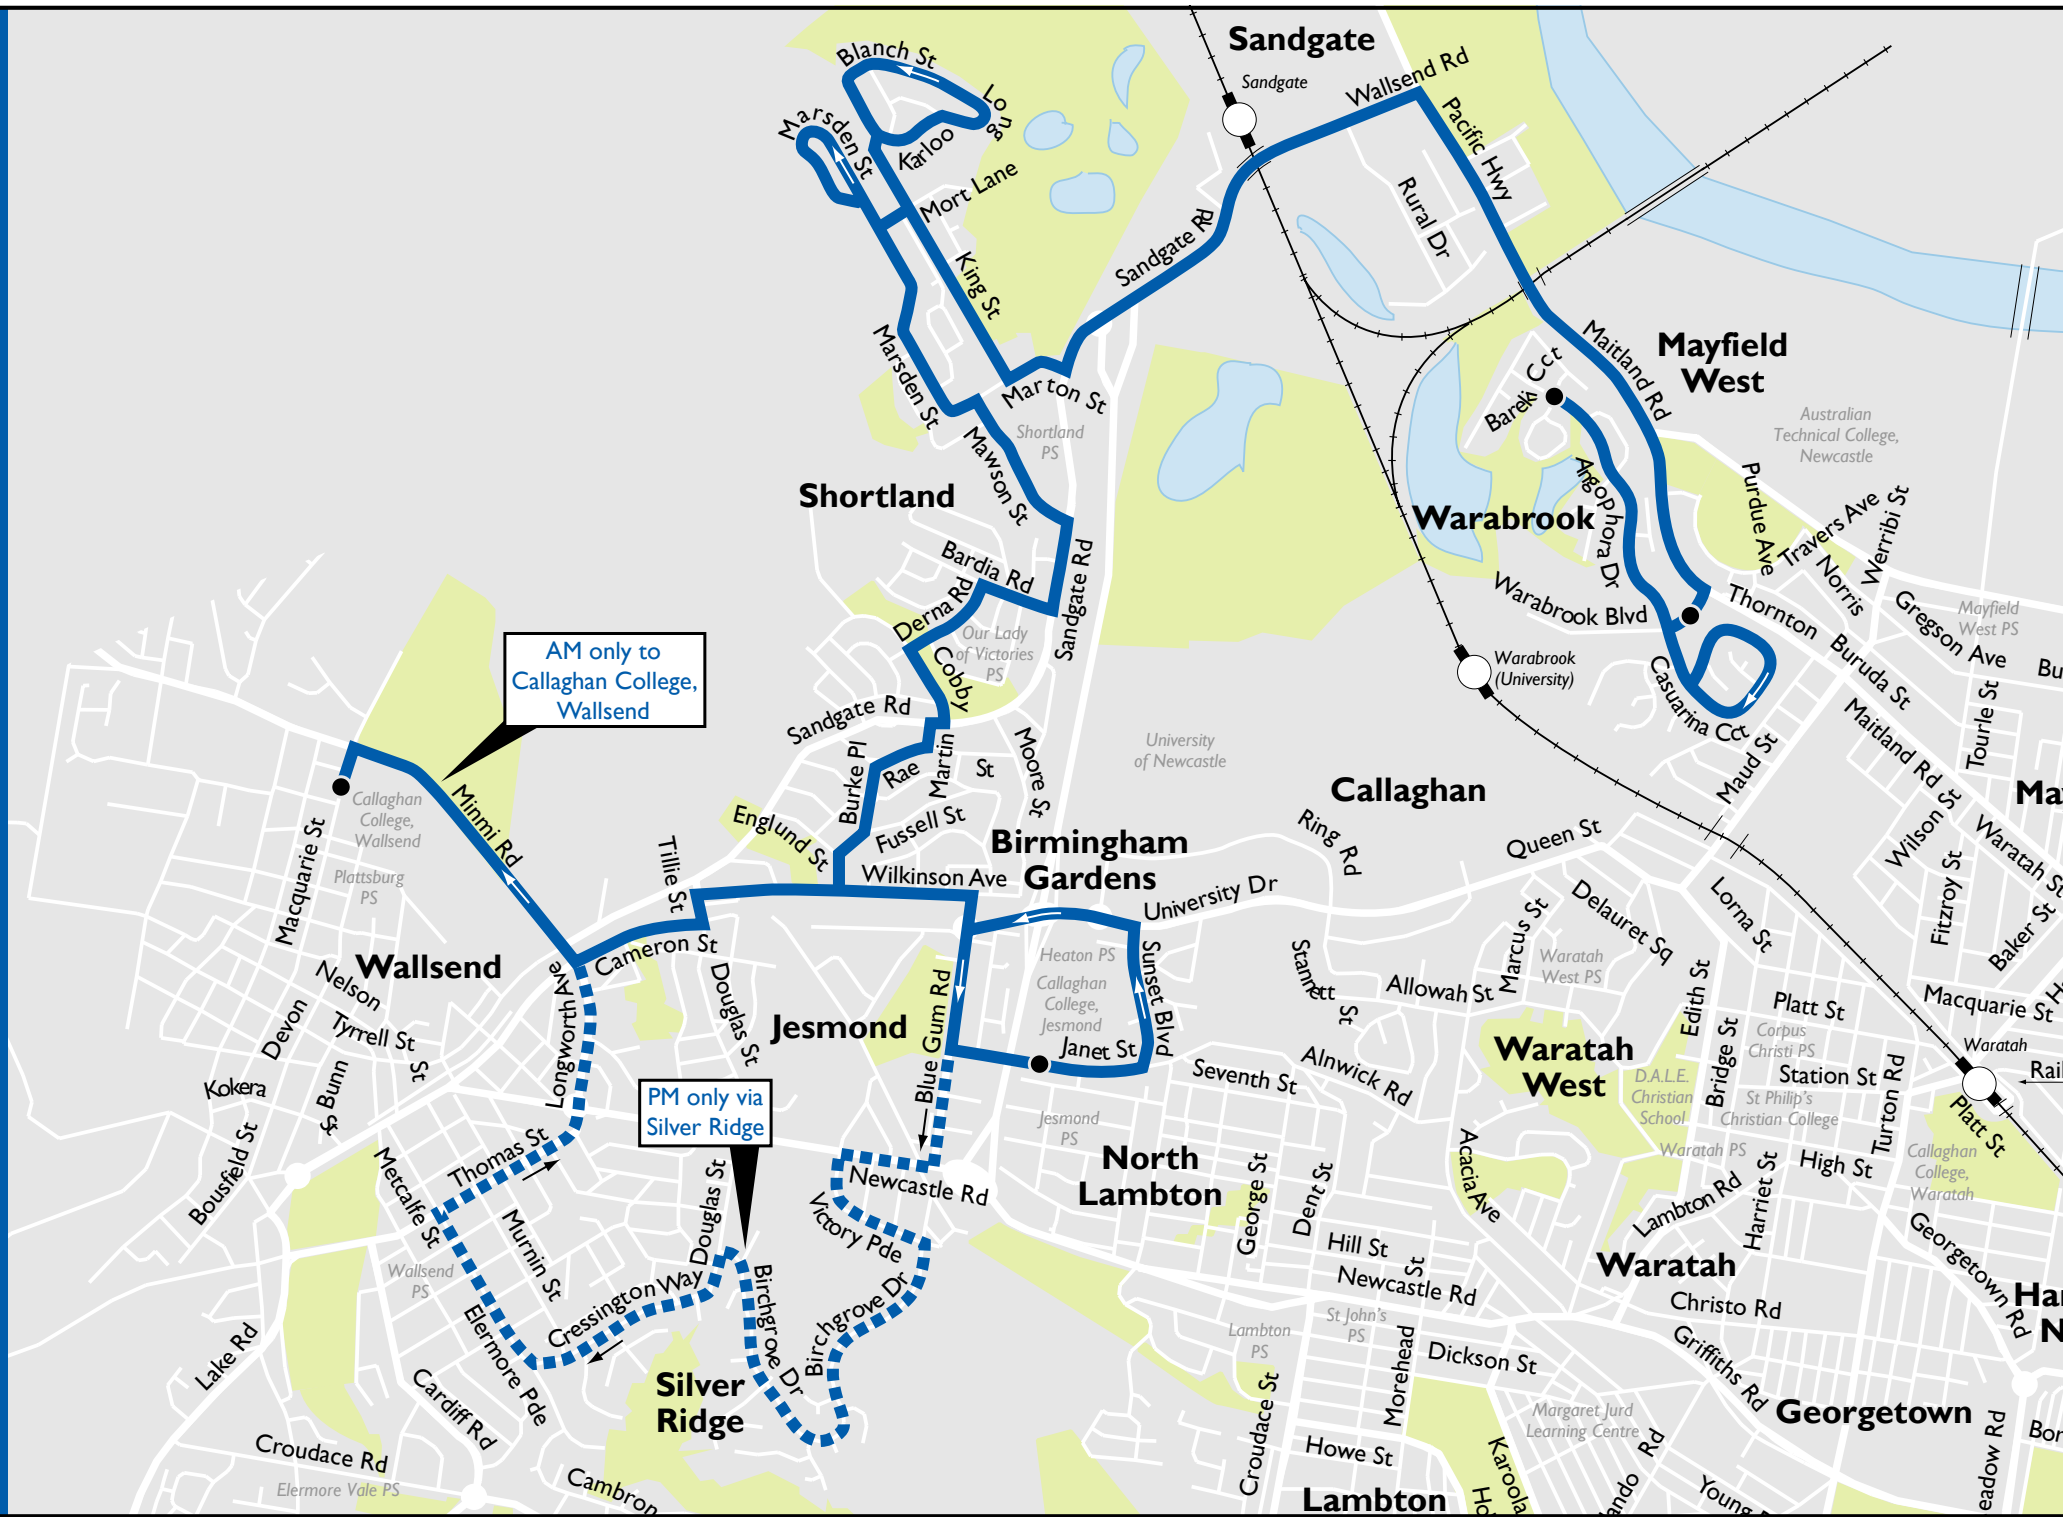 Sandgate
Sandgate
Wallsend Rd
Pacific Hwy
Rural Dr
Blanch St
Marsden St
Karloo
Mort Lane
King St
Sandgate Rd
Marton St
Shortland
PS
Marsden St
Mawson St
Shortland
Bardia Rd
Derna Rd
Sandgate Rd
Our Lady
of Victories
PS
Cobby
Sandgate Rd
Burke Pl
Rae
Martin
St
Moore St
Fussell St
Englund St
Wilkinson Ave
Tillie St
Maitland Rd
Mayfield
West
Australian
Technical College,
Newcastle
Barek Cct
Angophora Dr
Warabrook
Purdue Ave
Travers Ave
Werribi St
Norris
Warabrook Blvd
Thornton
Gregson Ave
Mayfield
West PS
Buruda St
Casuarina Cct
Maud St
Warabrook
(University)
Maitland Rd
Tourle St
University
of Newcastle
Callaghan
Wilson St
Waratah St
Fitzroy St
Baker St
Queen St
Ring Rd
Birmingham
Gardens
University Dr
AM only to
Callaghan College,
Wallsend
Callaghan
College,
Wallsend
Minmi Rd
Plattsburg
PS
Macquarie St
Wallsend
Cameron St
Nelson
Devon
Tyrrell St
St
Kokera
Bunn
St
Longworth Ave
Douglas St
Jesmond
Blue Gum Rd
Heaton PS
Callaghan
College,
Jesmond
Sunset Blvd
Janet St
Stannett St
Allowah St
Marcus St
Delauret Sq
Waratah
West PS
Lorna St
Edith St
Platt St
Macquarie St
Waratah
Corpus
Christi PS
Station St
Bridge St
Waratah
West
D.A.L.E.
Christian
School
St Philip's
Christian College
Turton Rd
Platt St
Seventh St
Alnwick Rd
PM only via
Silver Ridge
Jesmond
PS
North
Lambton
Newcastle Rd
Victory Pde
Birchgrove Dr
Birchgrove Dr
Douglas St
Thomas St
Metcalfe St
Murnin St
Cressington Way
Bousfield St
Wallsend
PS
Elermore Pde
Lake Rd
Cardiff Rd
Croudace Rd
Elermore Vale PS
Silver
Ridge
George St
Dent St
Hill St
St
Newcastle Rd
St John's
PS
Lambton
PS
Morehead
Dickson St
Croudace St
Howe St
Lambton
Karoola
Acacia Ave
Waratah PS
Lambton Rd
Harriet St
High St
Callaghan
College,
Waratah
Waratah
Christo Rd
Georgetown Rd
Griffiths Rd
Georgetown
Margaret Jurd
Learning Centre
Rd